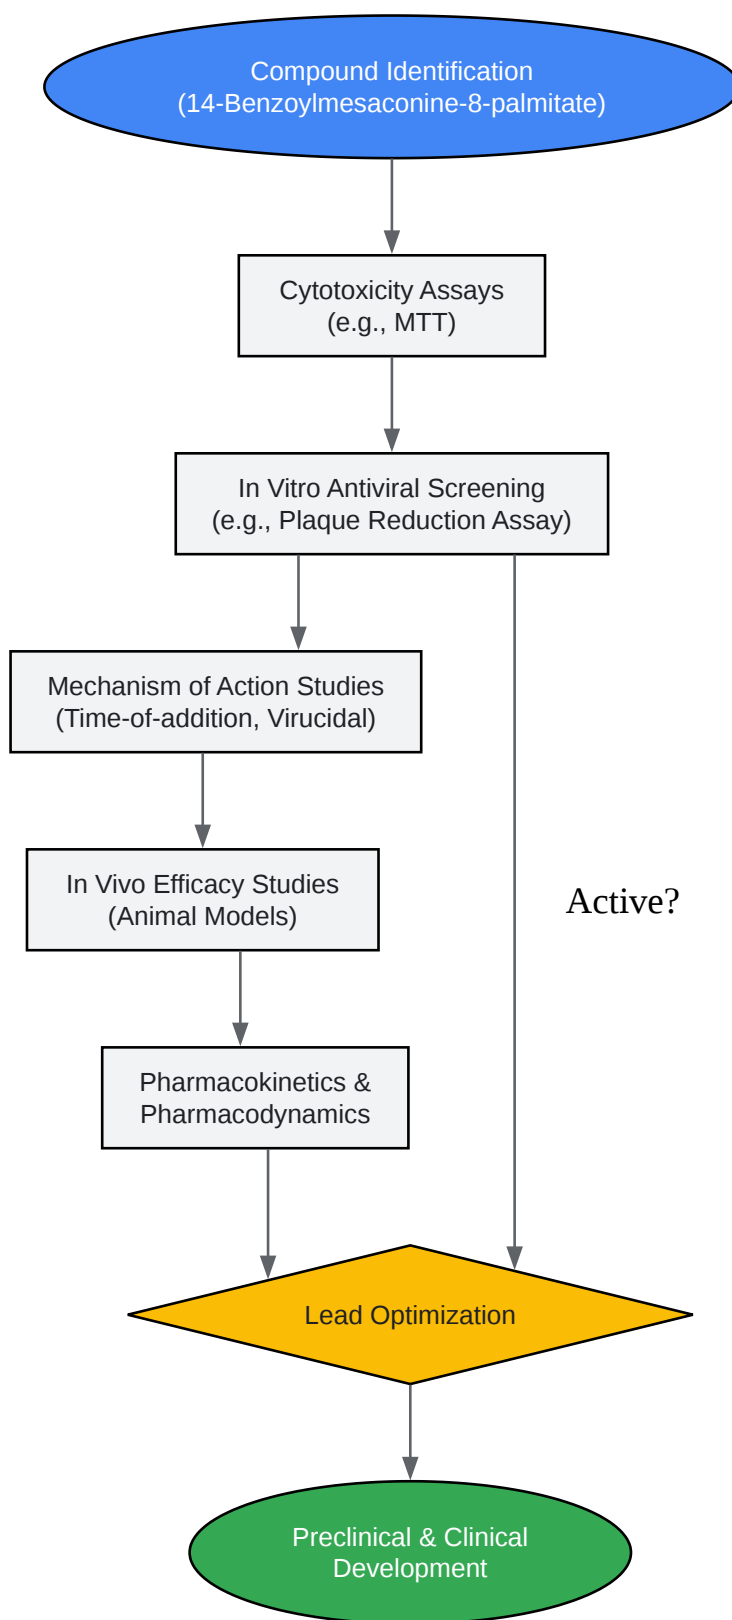 Compound Identification
(14-Benzoylmesaconine-8-palmitate)
Cytotoxicity Assays
(e.g., MTT)
In Vitro Antiviral Screening
(e.g., Plaque Reduction Assay)
Mechanism of Action Studies
(Time-of-addition, Virucidal)
In Vivo Efficacy Studies
(Animal Models)
Active?
Pharmacokinetics &
Pharmacodynamics
Lead Optimization
Preclinical & Clinical
Development